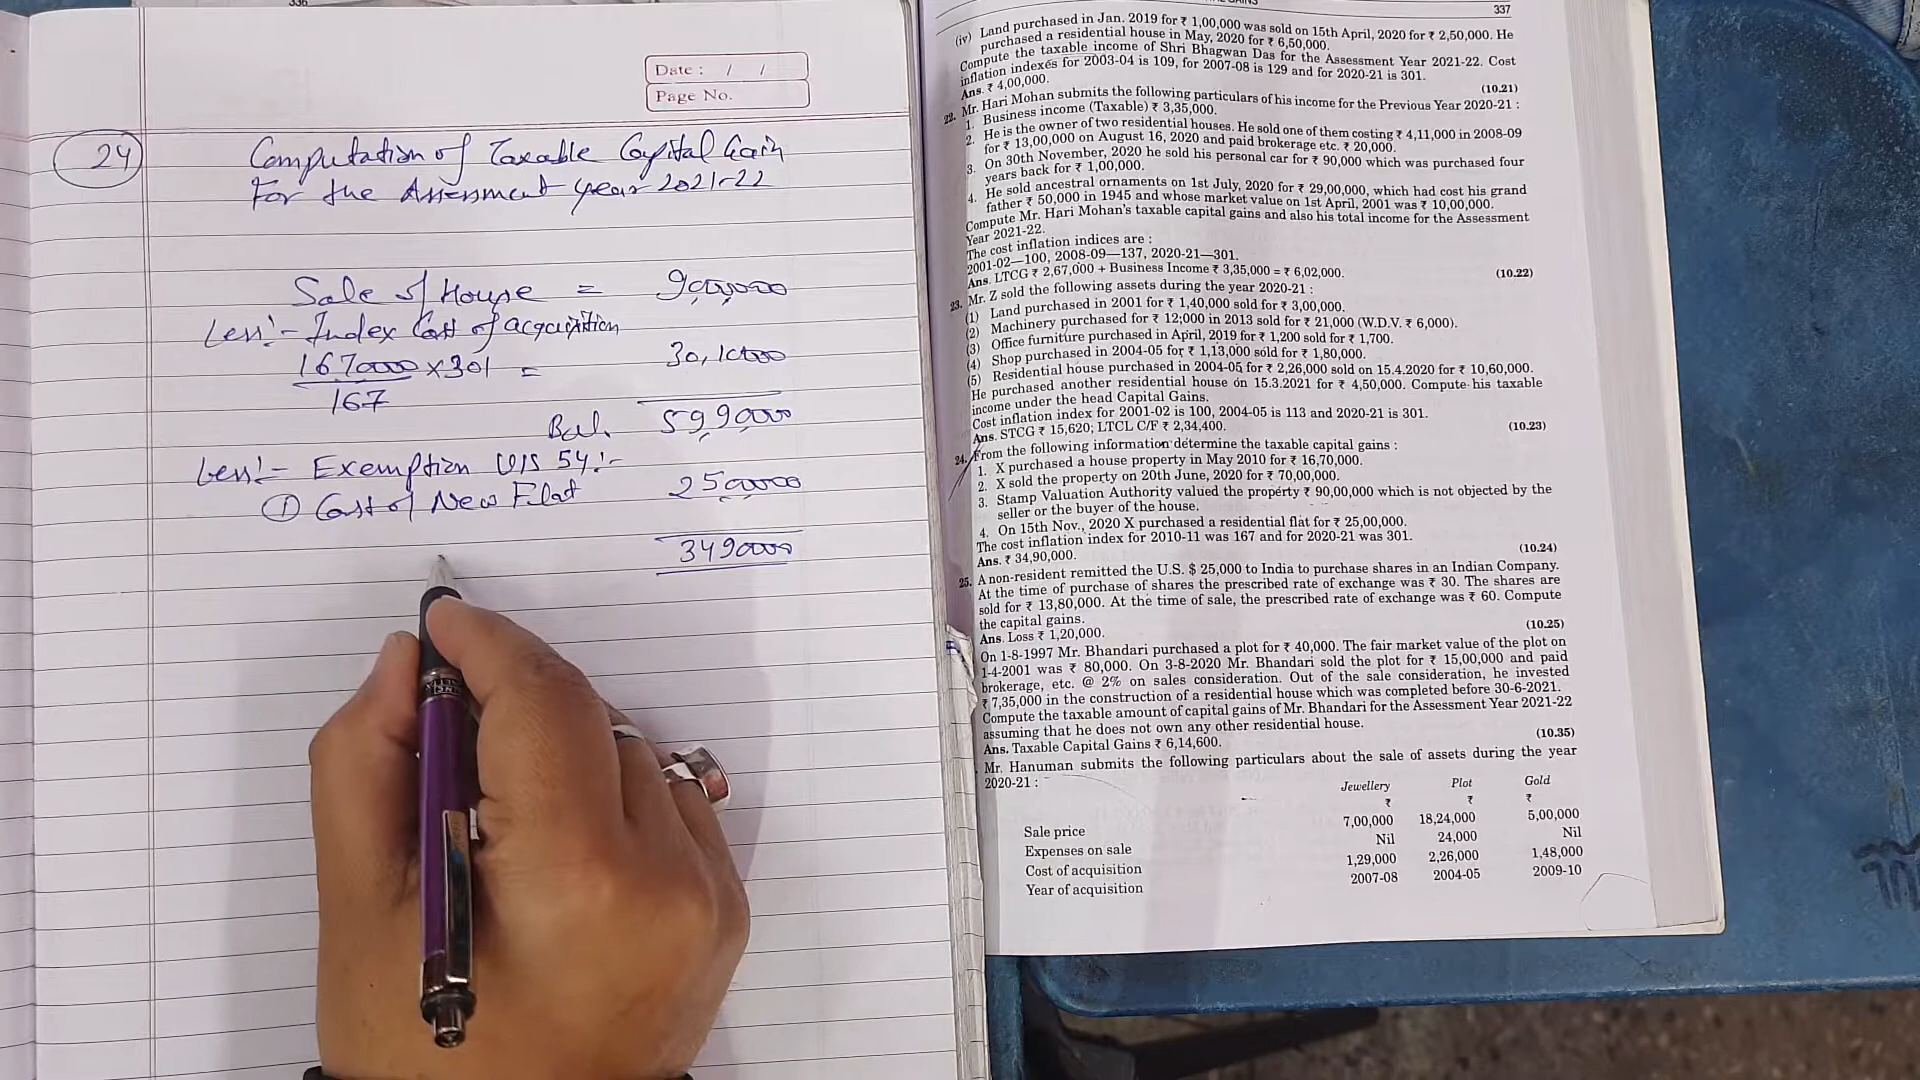 Date : / /
Page No.
24
Computation of Taxable Capital Gain
For the Assessment year 2021-22
Sale of House = 9000000
Less:- Index Cost of acquisition
1670000 x 301 = 30,10000
167
Bal. 5990000
Less:- Exemption U/S 54:-
① Cost of New Flat 2500000
3490000
337
(iv) Land purchased in Jan. 2019 for ₹ 1,00,000 was sold on 15th April, 2020 for ₹ 2,50,000. He
purchased a residential house in May, 2020 for ₹ 6,50,000.
Compute the taxable income of Shri Bhagwan Das for the Assessment Year 2021-22. Cost
inflation indexes for 2003-04 is 109, for 2007-08 is 129 and for 2020-21 is 301.
Ans. ₹ 4,00,000. (10.21)
22. Mr. Hari Mohan submits the following particulars of his income for the Previous Year 2020-21 :
1. Business income (Taxable) ₹ 3,35,000.
2. He is the owner of two residential houses. He sold one of them costing ₹ 4,11,000 in 2008-09
for ₹ 13,00,000 on August 16, 2020 and paid brokerage etc. ₹ 20,000.
3. On 30th November, 2020 he sold his personal car for ₹ 90,000 which was purchased four
years back for ₹ 1,00,000.
4. He sold ancestral ornaments on 1st July, 2020 for ₹ 29,00,000, which had cost his grand
father ₹ 50,000 in 1945 and whose market value on 1st April, 2001 was ₹ 10,00,000.
Compute Mr. Hari Mohan's taxable capital gains and also his total income for the Assessment
Year 2021-22.
The cost inflation indices are :
2001-02—100, 2008-09—137, 2020-21—301.
Ans. LTCG ₹ 2,67,000 + Business Income ₹ 3,35,000 = ₹ 6,02,000. (10.22)
23. Mr. Z sold the following assets during the year 2020-21 :
(1) Land purchased in 2001 for ₹ 1,40,000 sold for ₹ 3,00,000.
(2) Machinery purchased for ₹ 12;000 in 2013 sold for ₹ 21,000 (W.D.V. ₹ 6,000).
(3) Office furniture purchased in April, 2019 for ₹ 1,200 sold for ₹ 1,700.
(4) Shop purchased in 2004-05 for ₹ 1,13,000 sold for ₹ 1,80,000.
(5) Residential house purchased in 2004-05 for ₹ 2,26,000 sold on 15.4.2020 for ₹ 10,60,000.
He purchased another residential house on 15.3.2021 for ₹ 4,50,000. Compute his taxable
income under the head Capital Gains.
Cost inflation index for 2001-02 is 100, 2004-05 is 113 and 2020-21 is 301.
Ans. STCG ₹ 15,620; LTCL C/F ₹ 2,34,400. (10.23)
24. From the following information determine the taxable capital gains :
1. X purchased a house property in May 2010 for ₹ 16,70,000.
2. X sold the property on 20th June, 2020 for ₹ 70,00,000.
3. Stamp Valuation Authority valued the property ₹ 90,00,000 which is not objected by the
seller or the buyer of the house.
4. On 15th Nov., 2020 X purchased a residential flat for ₹ 25,00,000.
The cost inflation index for 2010-11 was 167 and for 2020-21 was 301.
Ans. ₹ 34,90,000. (10.24)
25. A non-resident remitted the U.S. $ 25,000 to India to purchase shares in an Indian Company.
At the time of purchase of shares the prescribed rate of exchange was ₹ 30. The shares are
sold for ₹ 13,80,000. At the time of sale, the prescribed rate of exchange was ₹ 60. Compute
the capital gains.
Ans. Loss ₹ 1,20,000. (10.25)
On 1-8-1997 Mr. Bhandari purchased a plot for ₹ 40,000. The fair market value of the plot on
1-4-2001 was ₹ 80,000. On 3-8-2020 Mr. Bhandari sold the plot for ₹ 15,00,000 and paid
brokerage, etc. @ 2% on sales consideration. Out of the sale consideration, he invested
₹ 7,35,000 in the construction of a residential house which was completed before 30-6-2021.
Compute the taxable amount of capital gains of Mr. Bhandari for the Assessment Year 2021-22
assuming that he does not own any other residential house.
Ans. Taxable Capital Gains ₹ 6,14,600. (10.35)
Mr. Hanuman submits the following particulars about the sale of assets during the year
2020-21 :
Jewellery Plot Gold
₹ ₹ ₹
Sale price 7,00,000 18,24,000 5,00,000
Expenses on sale Nil 24,000 Nil
Cost of acquisition 1,29,000 2,26,000 1,48,000
Year of acquisition 2007-08 2004-05 2009-10